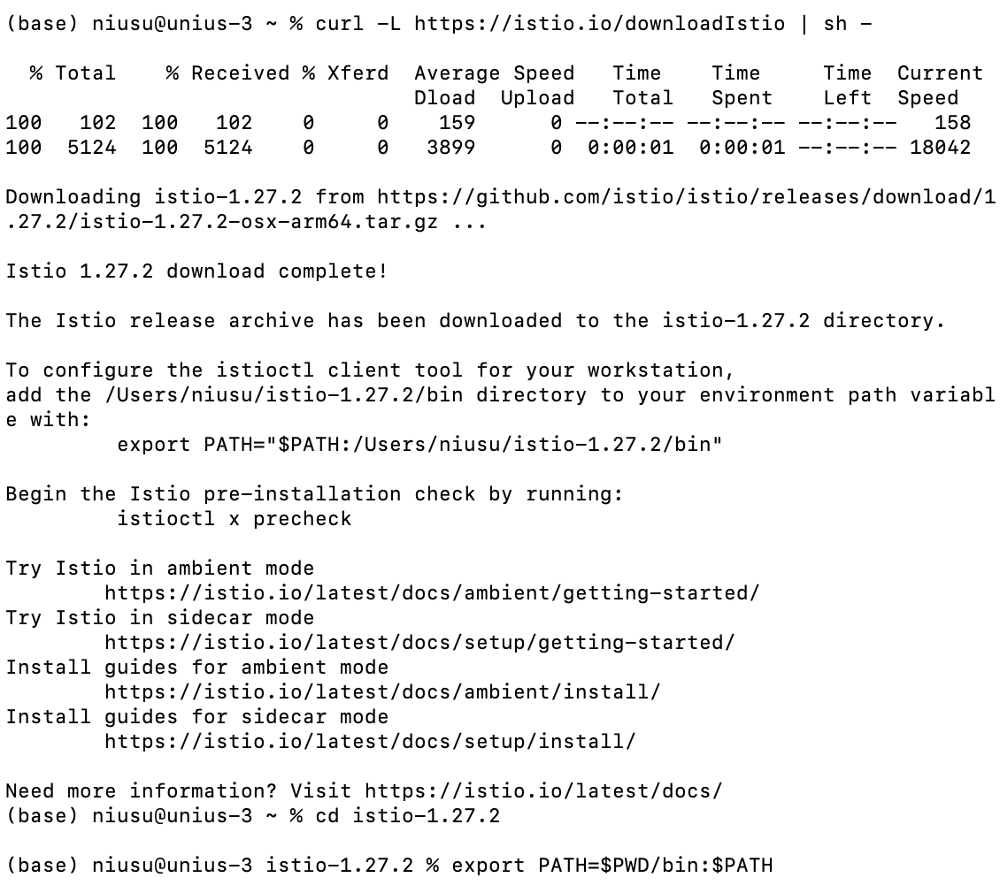 (base) niusu@unius-3 ~ % curl -L https://istio.io/downloadIstio | sh -
  % Total    % Received % Xferd  Average Speed   Time    Time     Time  Current
                                 Dload  Upload   Total   Spent    Left  Speed
100   102  100   102    0     0    159      0 --:--:-- --:--:-- --:--:--   158
100  5124  100  5124    0     0   3899      0  0:00:01  0:00:01 --:--:-- 18042
Downloading istio-1.27.2 from https://github.com/istio/istio/releases/download/1
.27.2/istio-1.27.2-osx-arm64.tar.gz ...
Istio 1.27.2 download complete!
The Istio release archive has been downloaded to the istio-1.27.2 directory.
To configure the istioctl client tool for your workstation,
add the /Users/niusu/istio-1.27.2/bin directory to your environment path variabl
e with:
         export PATH="$PATH:/Users/niusu/istio-1.27.2/bin"
Begin the Istio pre-installation check by running:
         istioctl x precheck
Try Istio in ambient mode
        https://istio.io/latest/docs/ambient/getting-started/
Try Istio in sidecar mode
        https://istio.io/latest/docs/setup/getting-started/
Install guides for ambient mode
        https://istio.io/latest/docs/ambient/install/
Install guides for sidecar mode
        https://istio.io/latest/docs/setup/install/
Need more information? Visit https://istio.io/latest/docs/
(base) niusu@unius-3 ~ % cd istio-1.27.2
(base) niusu@unius-3 istio-1.27.2 % export PATH=$PWD/bin:$PATH